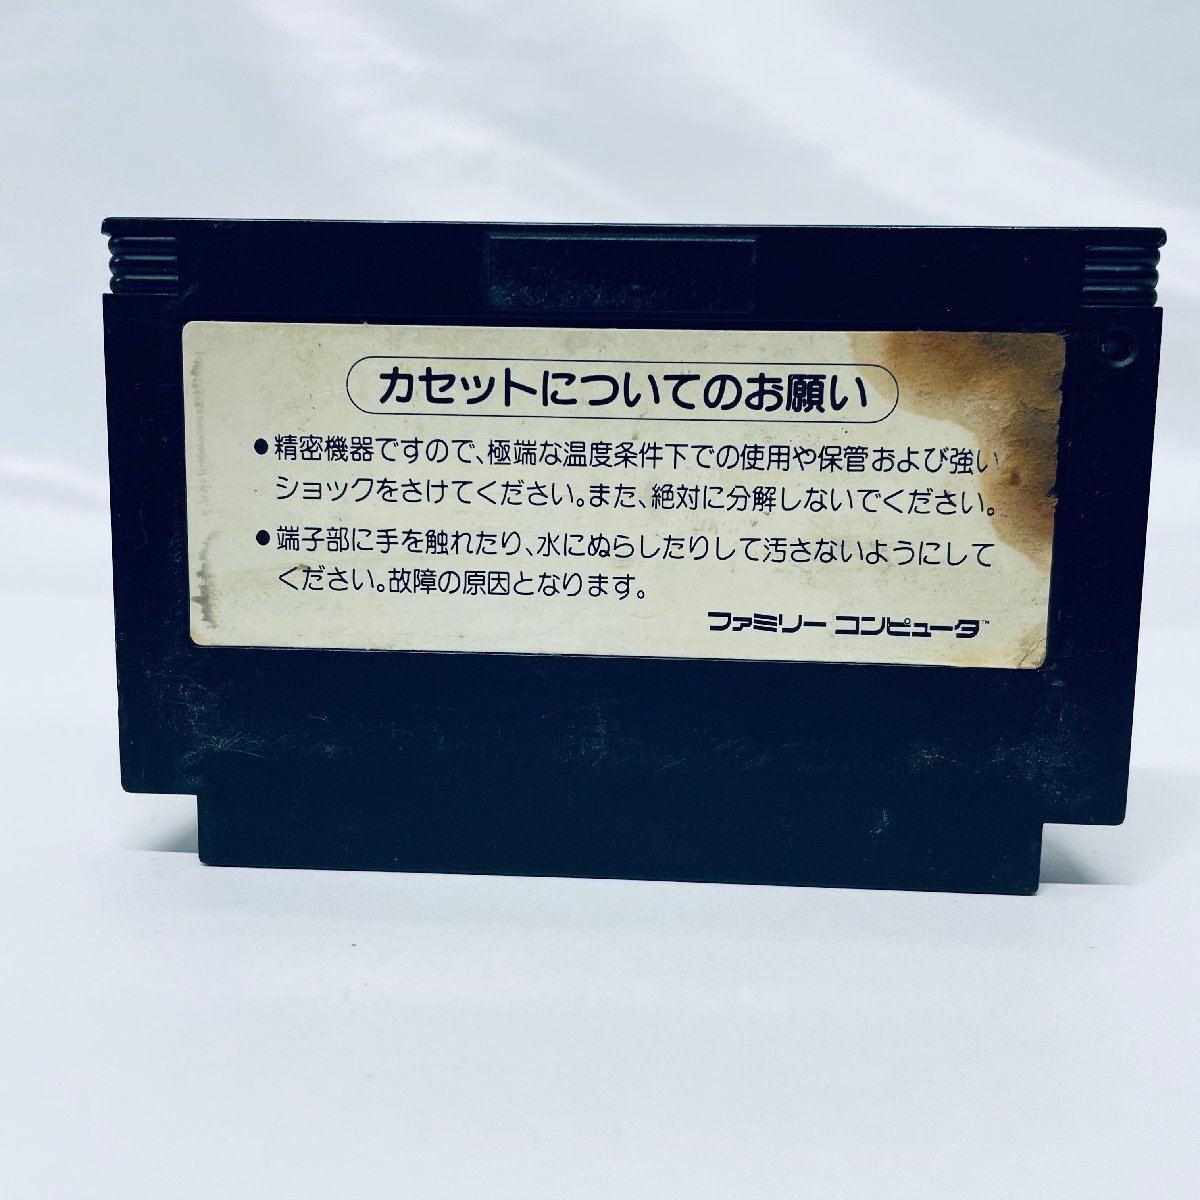 カセットについてのお願い
●精密機器ですので、極端な温度条件下での使用や保管および強い
ショックをさけてください。また、絶対に分解しないでください。
●端子部に手を触れたり、水にぬらしたりして汚さないようにして
ください。故障の原因となります。
ファミリー コンピュータ™